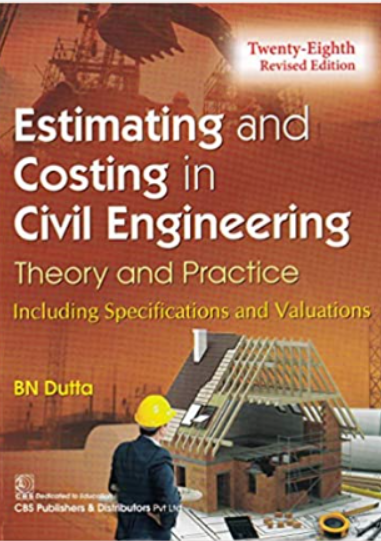 Twenty-Eighth
Revised Edition
Estimating and
Costing in
Civil Engineering
Theory and Practice
Including Specifications and Valuations
BN Dutta
CBS Dedicated to Education
CBS Publishers & Distributors Pvt Ltd